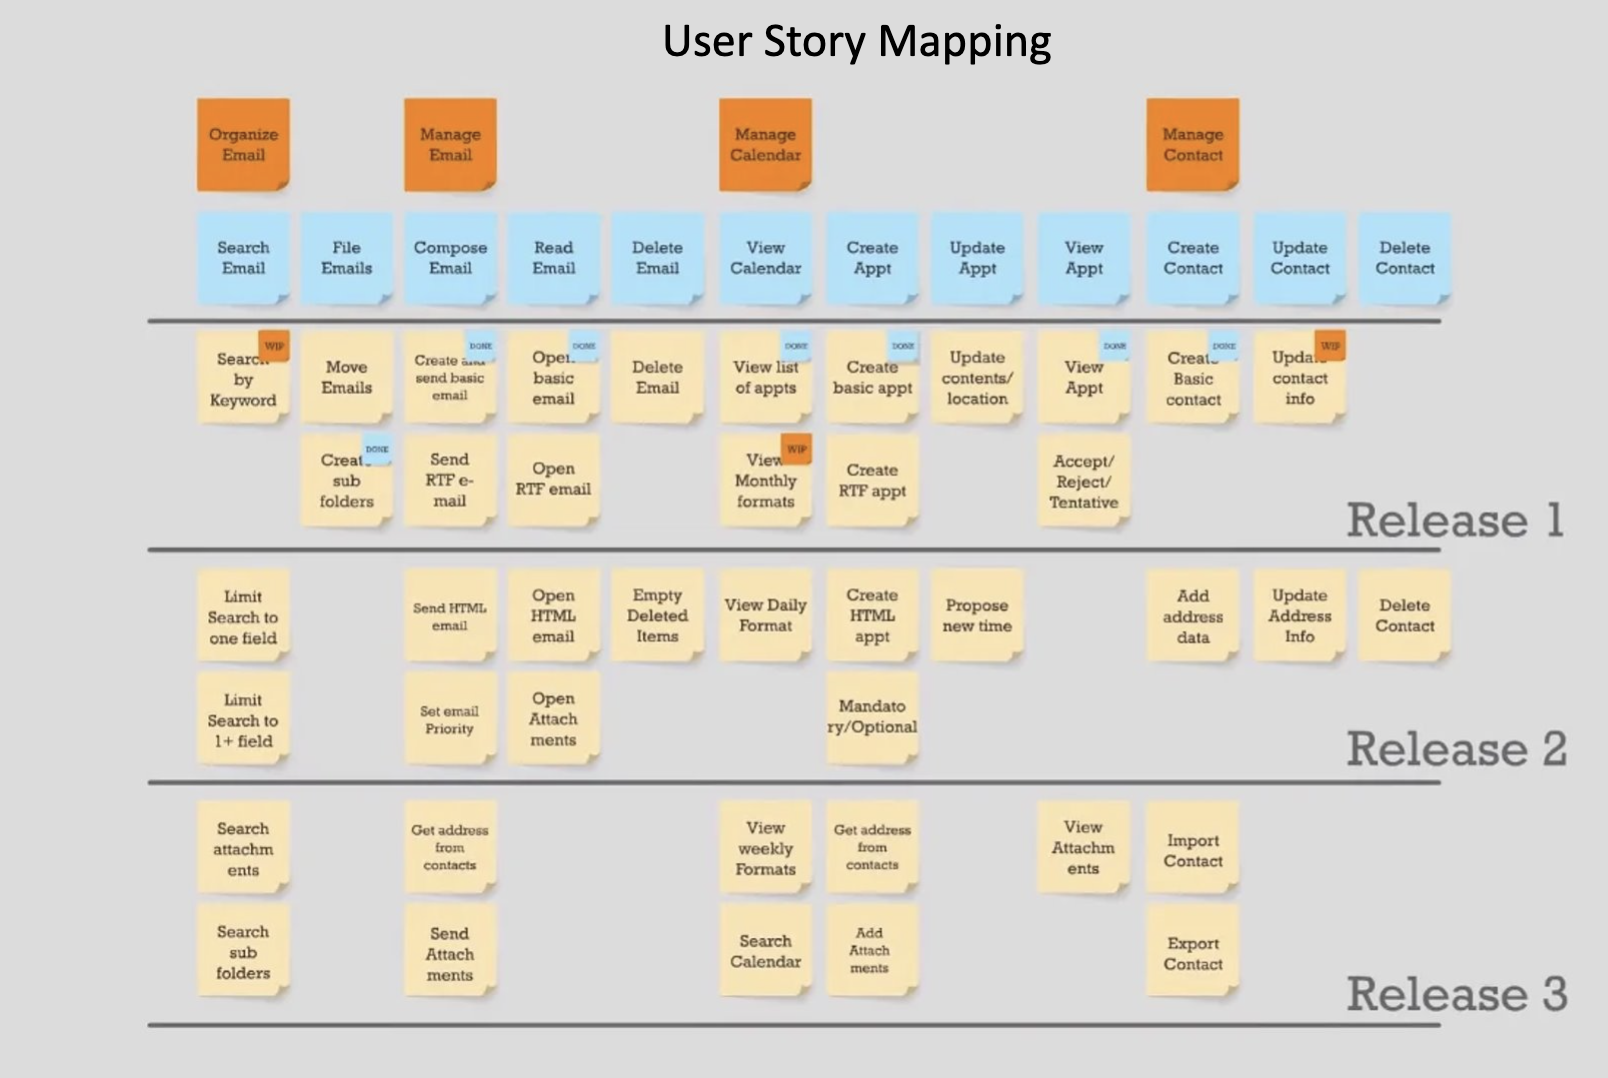 User Story Mapping
Organize
Email
Manage
Email
Manage
Calendar
Manage
Contact
Search
Email
File
Emails
Compose
Email
Read
Email
Delete
Email
View
Calendar
Create
Appt
Update
Appt
View
Appt
Create
Contact
Update
Contact
Delete
Contact
WIP
Search
by
Keyword
Move
Emails
DONE
Create and
send basic
email
DONE
Open
basic
email
Delete
Email
DONE
View list
of appts
DONE
Create
basic appt
Update
contents/
location
DONE
View
Appt
DONE
Create
Basic
contact
WIP
Update
contact
info
DONE
Create
sub
folders
Send
RTF e-
mail
Open
RTF email
WIP
View
Monthly
formats
Create
RTF appt
Accept/
Reject/
Tentative
Release 1
Limit
Search to
one field
Send HTML
email
Open
HTML
email
Empty
Deleted
Items
View Daily
Format
Create
HTML
appt
Propose
new time
Add
address
data
Update
Address
Info
Delete
Contact
Limit
Search to
1+ field
Set email
Priority
Open
Attach
ments
Mandato
ry/Optional
Release 2
Search
attachm
ents
Get address
from
contacts
View
weekly
Formats
Get address
from
contacts
View
Attachm
ents
Import
Contact
Search
sub
folders
Send
Attach
ments
Search
Calendar
Add
Attach
ments
Export
Contact
Release 3